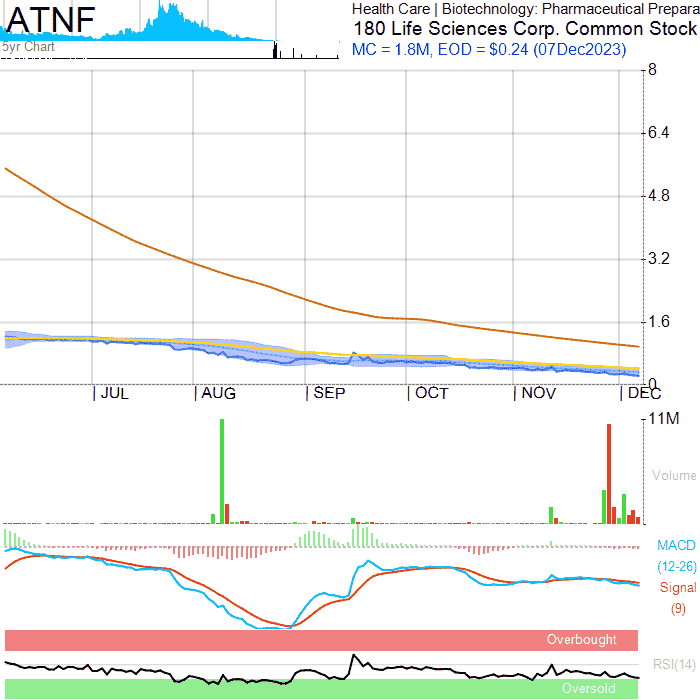 ATNF
5yr Chart
Health Care | Biotechnology: Pharmaceutical Prepara
180 Life Sciences Corp. Common Stock
MC = 1.8M, EOD = $0.24 (07Dec2023)
8
6.4
4.8
3.2
1.6
0
JUL AUG SEP OCT NOV DEC
11M
Volume
MACD
(12-26)
Signal
(9)
Overbought
RSI(14)
Oversold